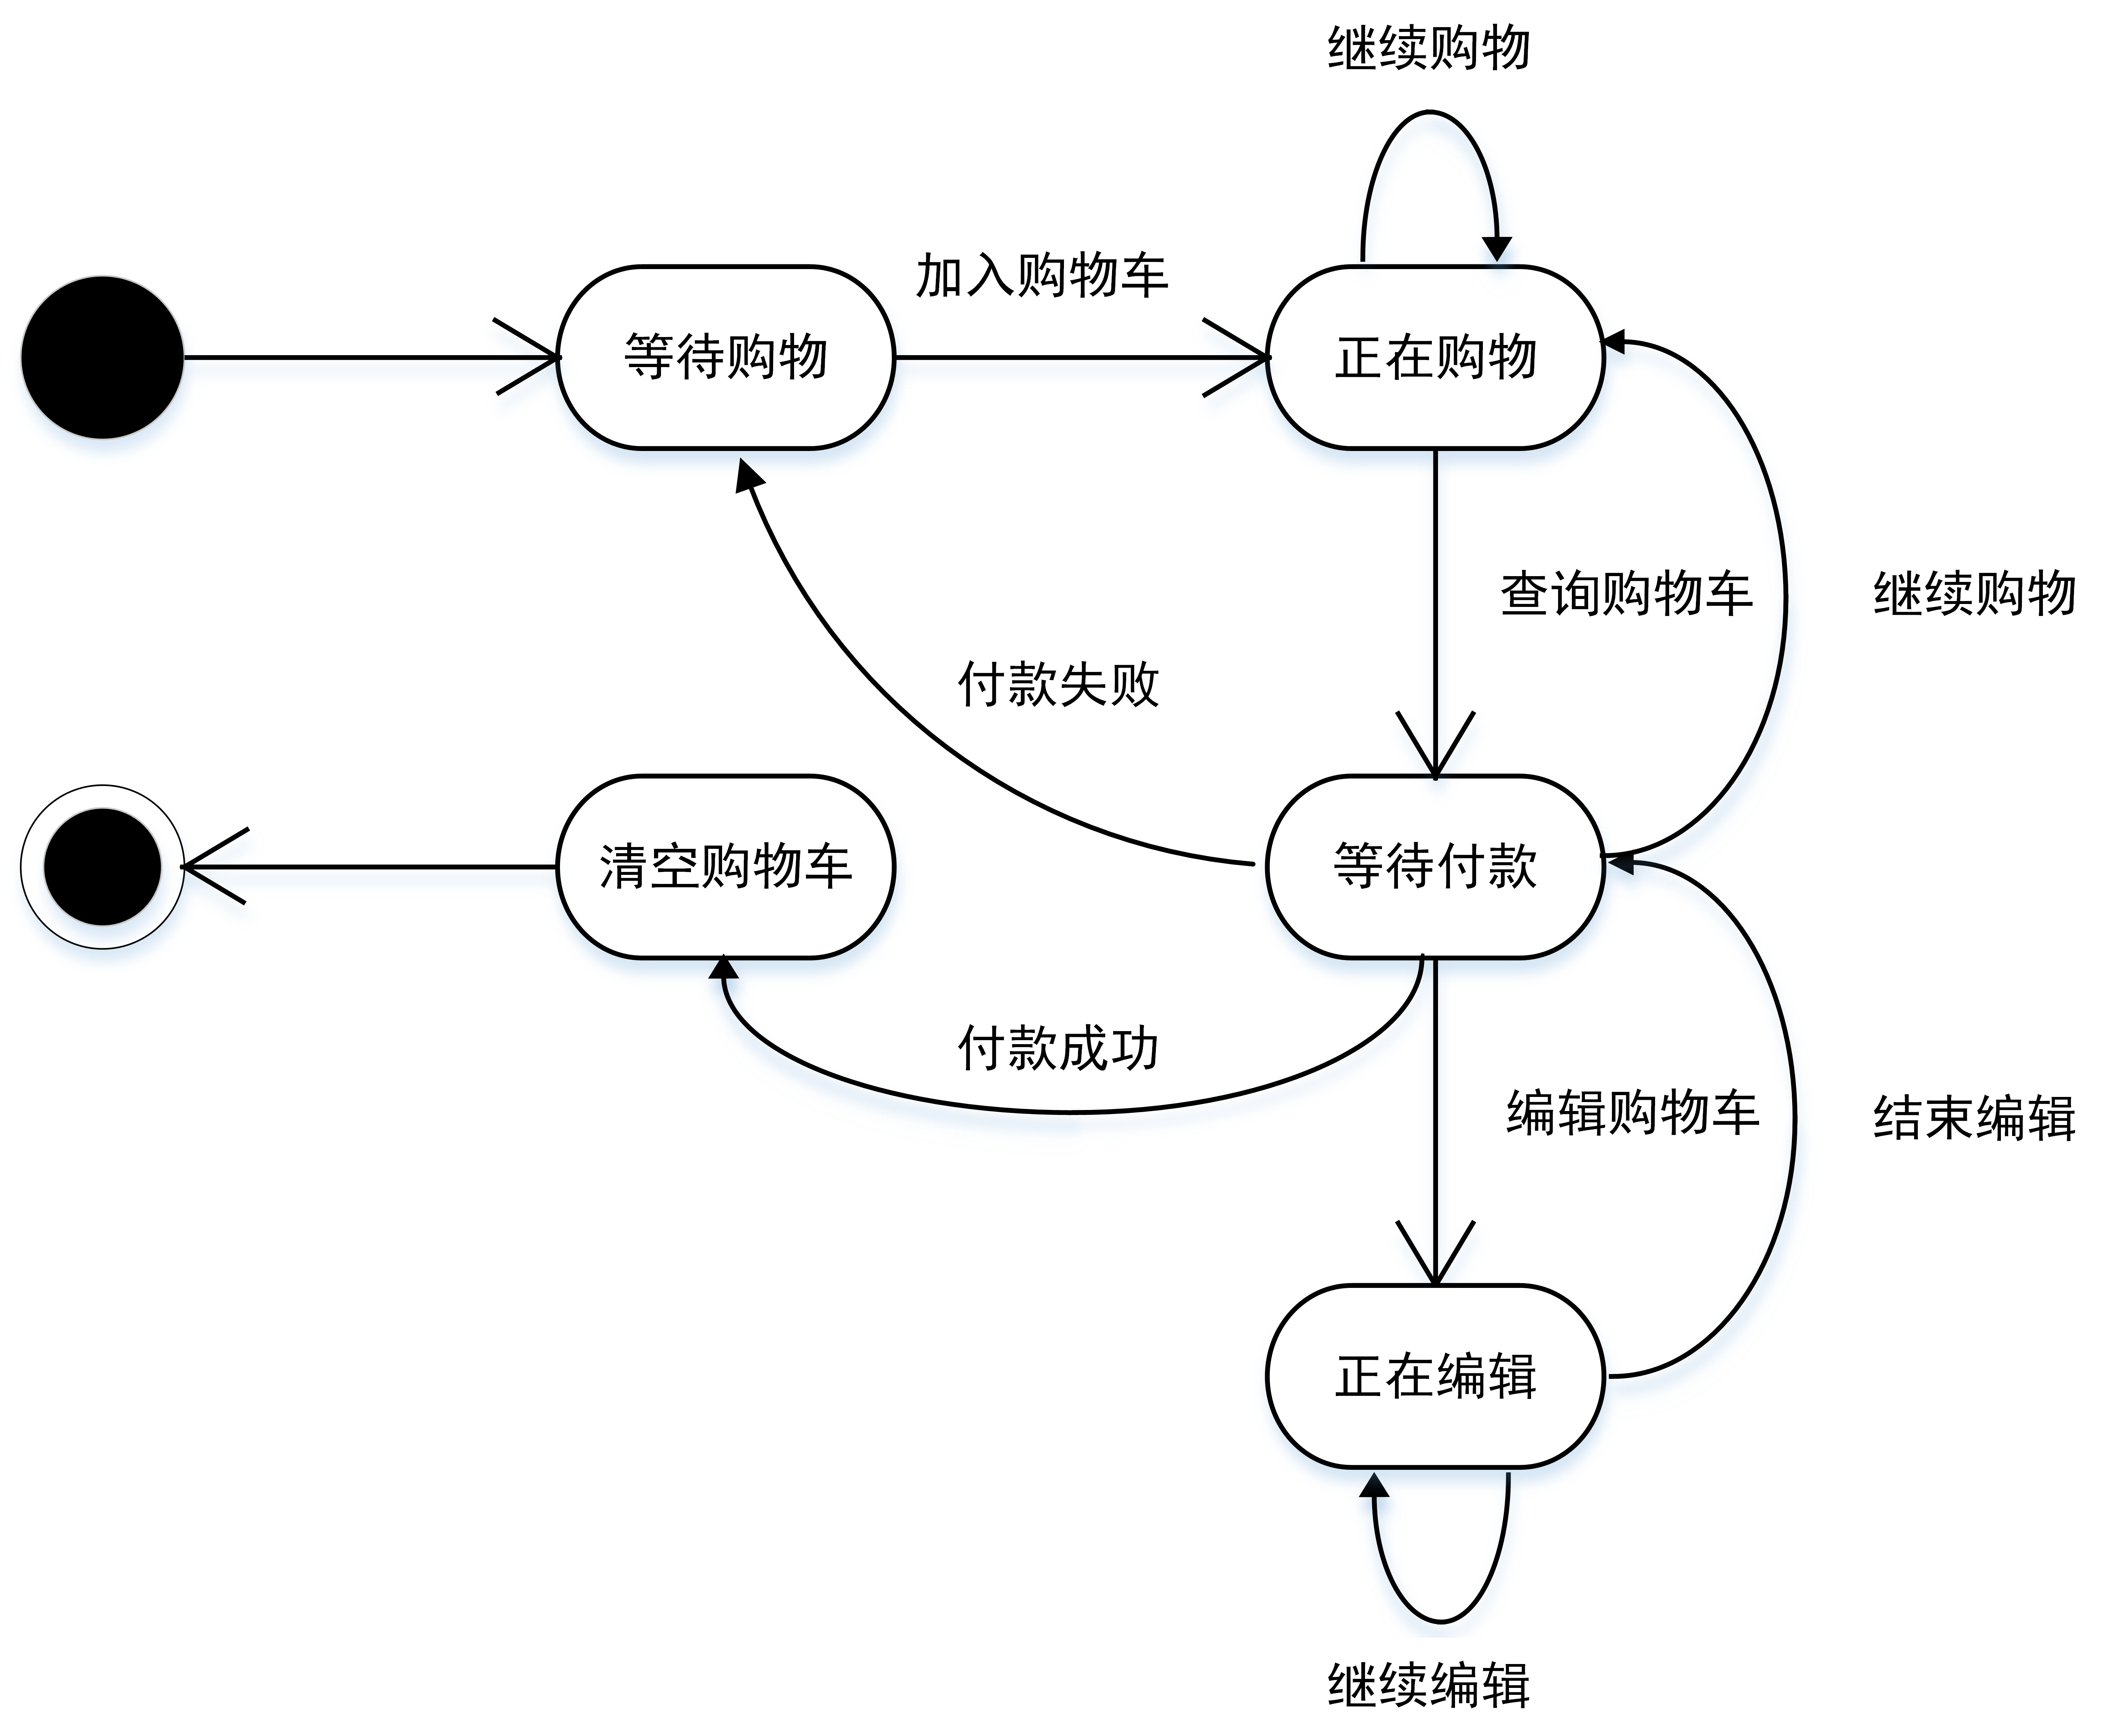 继续购物
加入购物车
等待购物
正在购物
查询购物车
继续购物
付款失败
清空购物车
等待付款
付款成功
编辑购物车
结束编辑
正在编辑
继续编辑